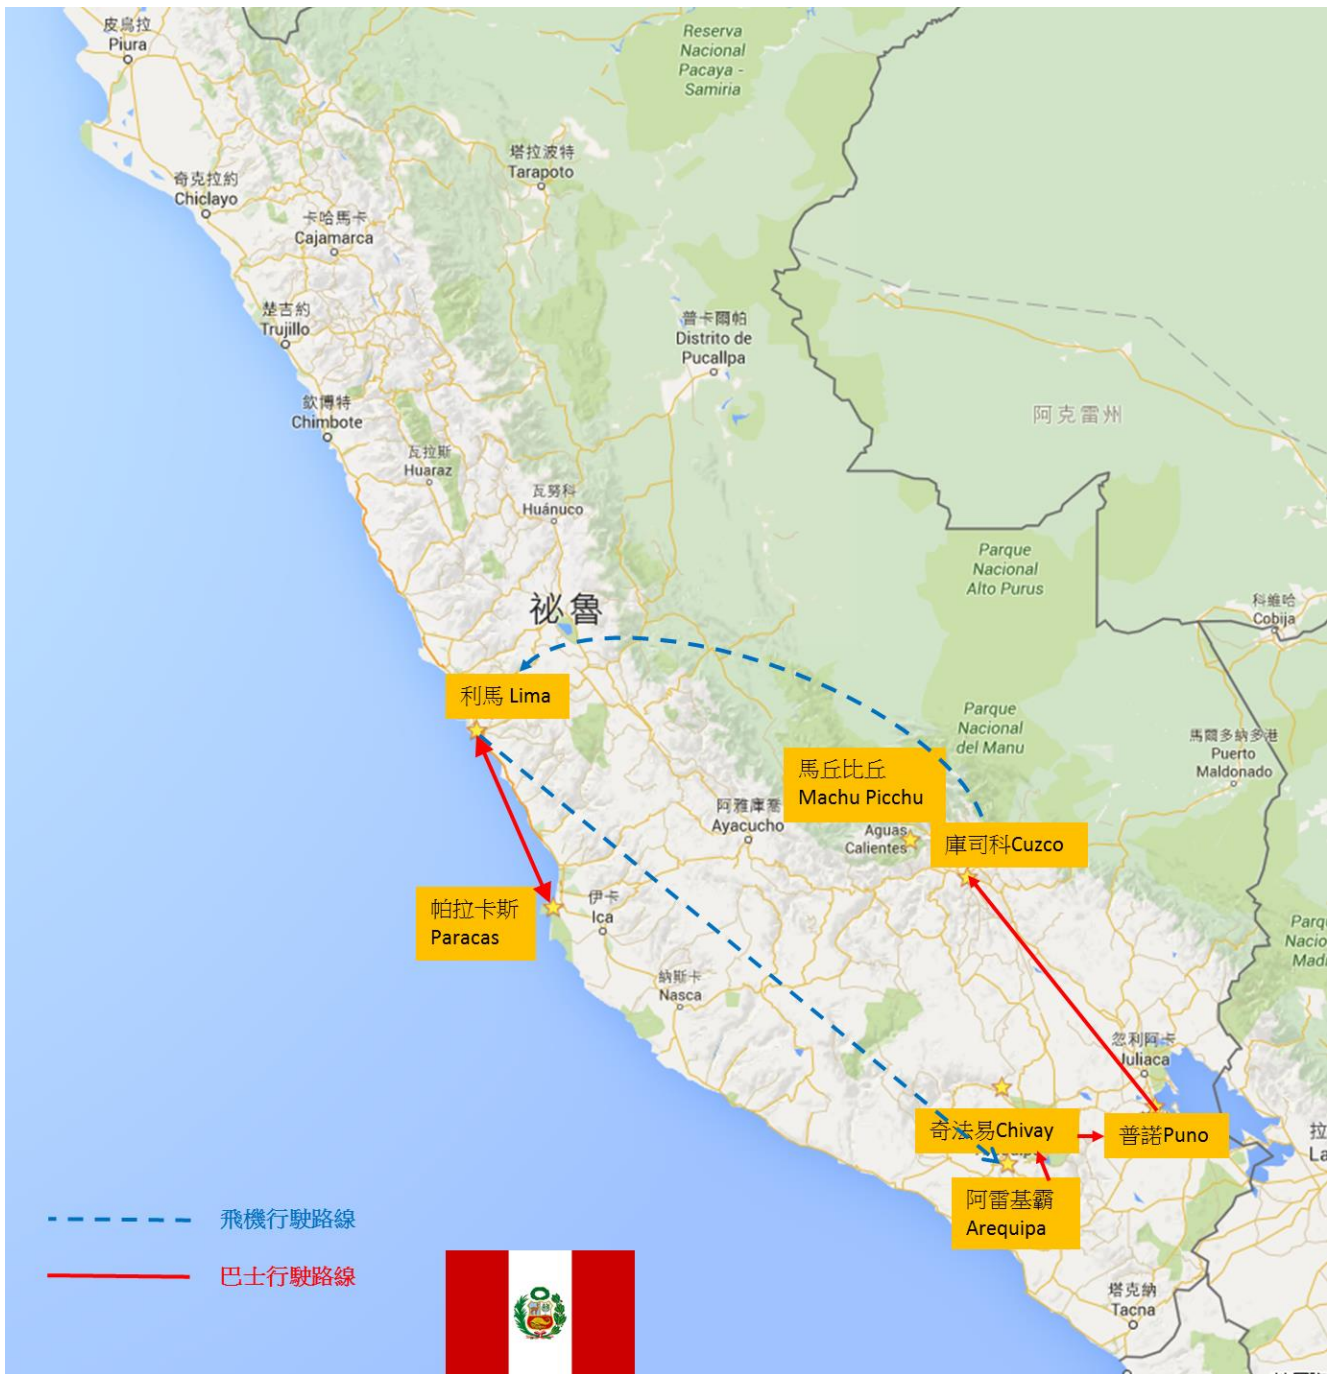 皮烏拉
Piura
Reserva
Nacional
Pacaya -
Samiria
塔拉波特
Tarapoto
奇克拉約
Chiclayo
卡哈馬卡
Cajamarca
楚吉約
Trujillo
普卡爾帕
Distrito de
Pucallpa
欽博特
Chimbote
阿克雷州
瓦拉斯
Huaraz
瓦努科
Huánuco
Parque
Nacional
Alto Purus
科維哈
Cobija
祕魯
利馬 Lima
Parque
Nacional
del Manu
馬爾多納多港
Puerto
Maldonado
馬丘比丘
Machu Picchu
阿雅庫喬
Ayacucho
Aguas
Calientes
庫司科Cuzco
帕拉卡斯
Paracas
伊卡
Ica
納斯卡
Nasca
忽利阿卡
Juliaca
奇法易Chivay
普諾Puno
阿雷基霸
Arequipa
飛機行駛路線
巴士行駛路線
塔克納
Tacna